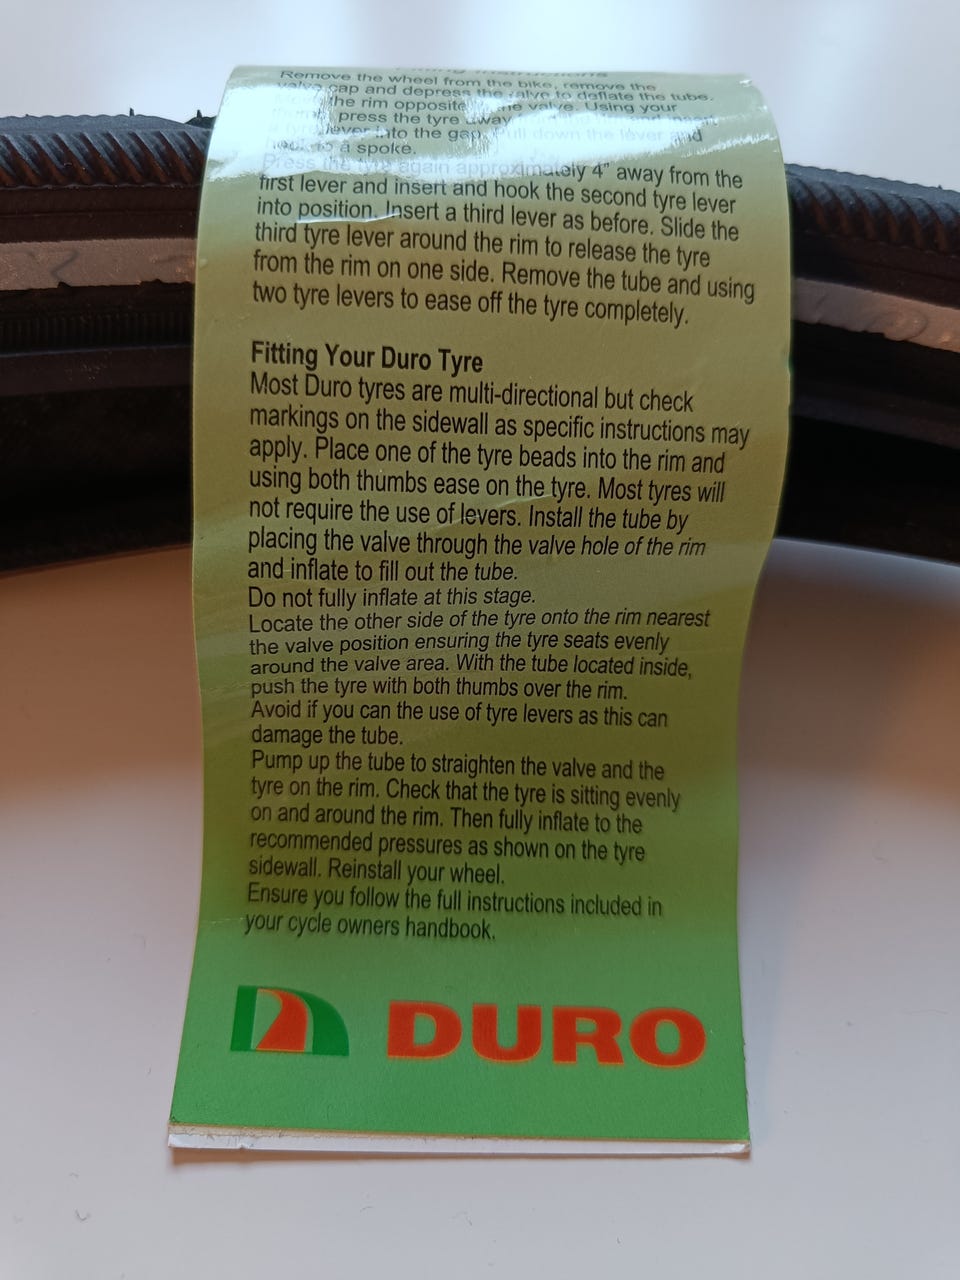 Fitting Instructions
Remove the wheel from the bike, remove the
valve cap and depress the valve to deflate the tube.
the rim opposite the valve. Using your
thumb press the tyre away insert
a tyre lever into the gap. Pull down the lever and
hook to a spoke.
Press the tyre again approximately 4" away from the
first lever and insert and hook the second tyre lever
into position. Insert a third lever as before. Slide the
third tyre lever around the rim to release the tyre
from the rim on one side. Remove the tube and using
two tyre levers to ease off the tyre completely.
Fitting Your Duro Tyre
Most Duro tyres are multi-directional but check
markings on the sidewall as specific instructions may
apply. Place one of the tyre beads into the rim and
using both thumbs ease on the tyre. Most tyres will
not require the use of levers. Install the tube by
placing the valve through the valve hole of the rim
and inflate to fill out the tube.
Do not fully inflate at this stage.
Locate the other side of the tyre onto the rim nearest
the valve position ensuring the tyre seats evenly
around the valve area. With the tube located inside,
push the tyre with both thumbs over the rim.
Avoid if you can the use of tyre levers as this can
damage the tube.
Pump up the tube to straighten the valve and the
tyre on the rim. Check that the tyre is sitting evenly
on and around the rim. Then fully inflate to the
recommended pressures as shown on the tyre
sidewall. Reinstall your wheel.
Ensure you follow the full instructions included in
your cycle owners handbook.
DURO